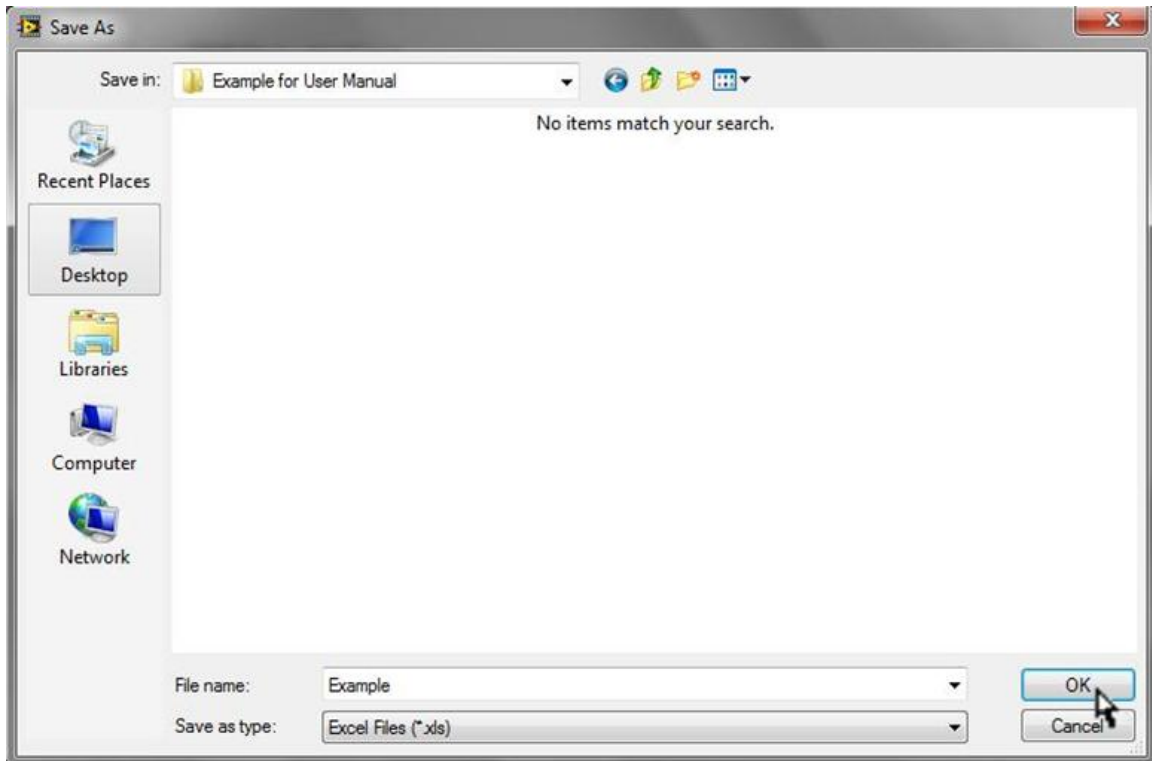 Save As
Save in:
Example for User Manual
No items match your search.
Recent Places
Desktop
Libraries
Computer
Network
File name:
Example
OK
Save as type:
Excel Files (*.xls)
Cancel